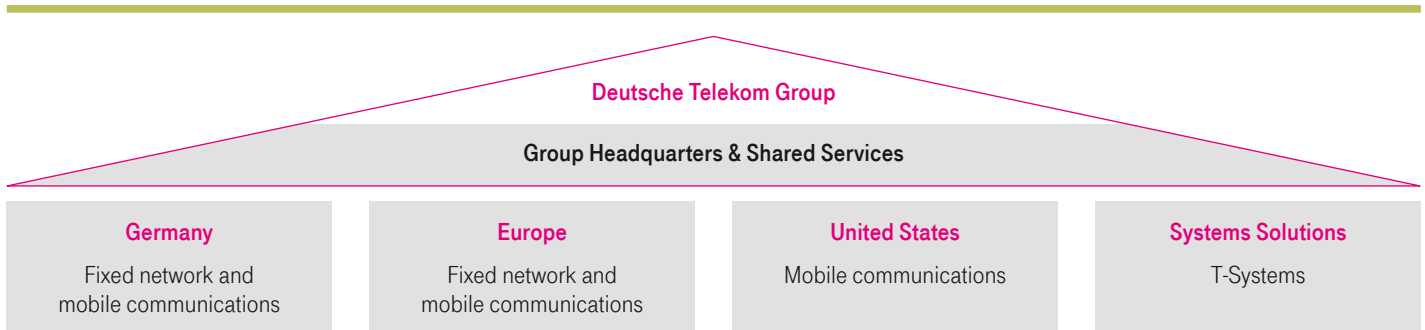 Deutsche Telekom Group
Group Headquarters & Shared Services
Germany
Fixed network and
mobile communications
Europe
Fixed network and
mobile communications
United States
Mobile communications
Systems Solutions
T-Systems